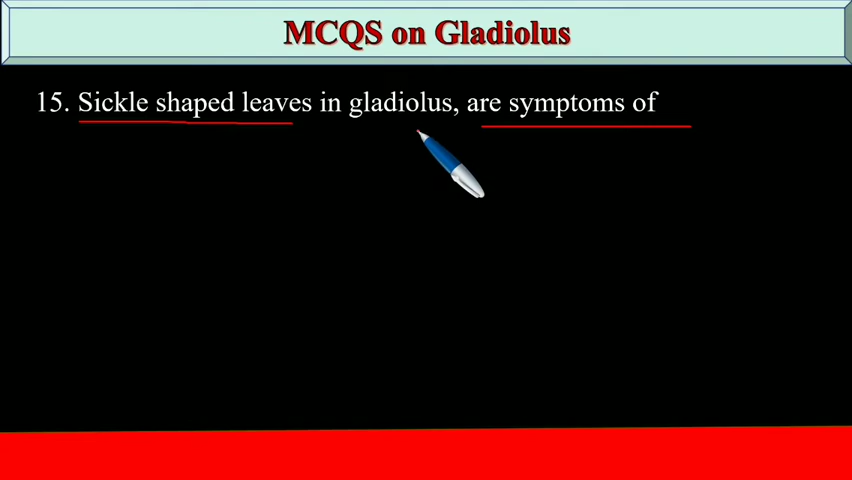 MCQS on Gladiolus
15. Sickle shaped leaves in gladiolus, are symptoms of